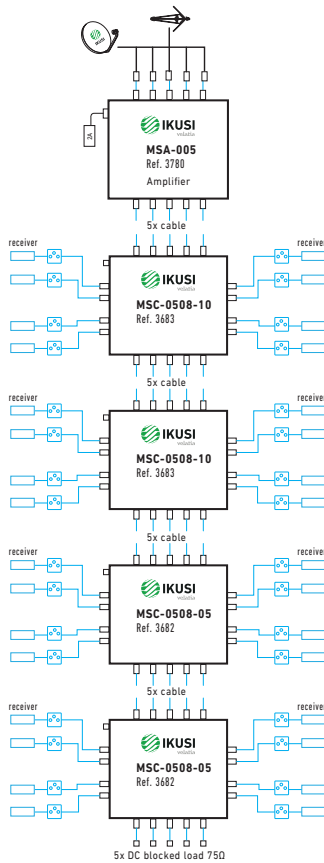 IKUSI
IKUSI
velatia
MSA-005
Ref. 3780
Amplifier
2A
5x cable
receiver
receiver
IKUSI
velatia
MSC-0508-10
Ref. 3683
5x cable
receiver
receiver
IKUSI
velatia
MSC-0508-10
Ref. 3683
5x cable
receiver
receiver
IKUSI
velatia
MSC-0508-05
Ref. 3682
5x cable
receiver
receiver
IKUSI
velatia
MSC-0508-05
Ref. 3682
5x DC blocked load 75Ω